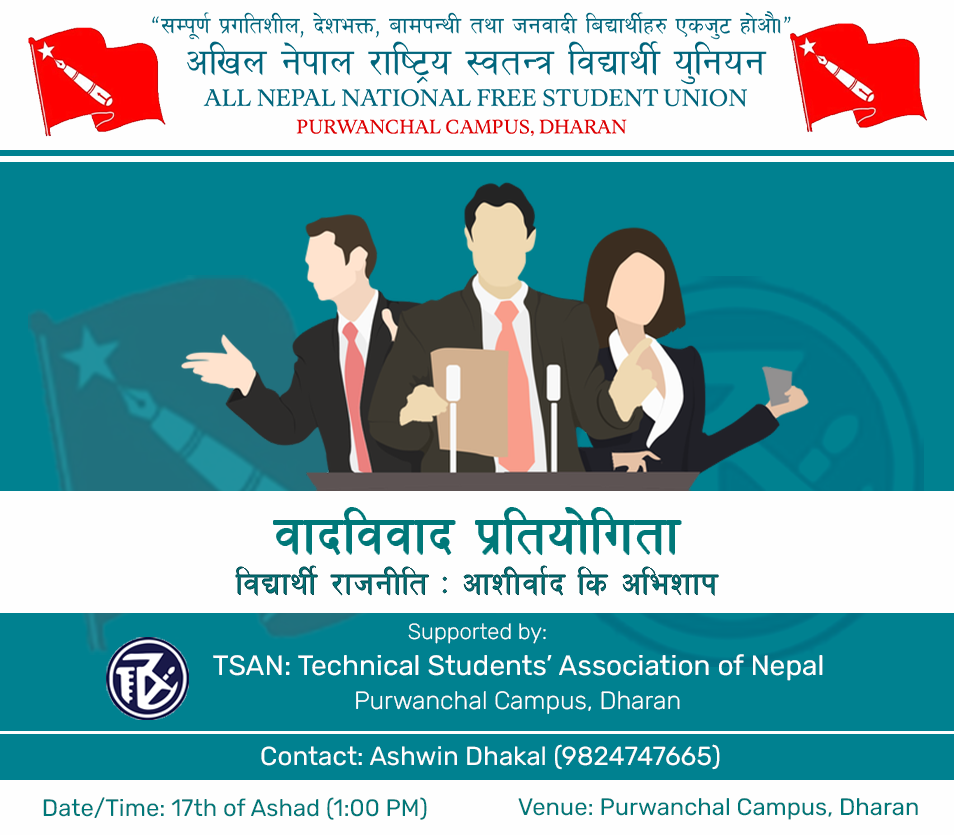 “सम्पूर्ण प्रगतिशील, देशभक्त, बामपन्थी तथा जनवादी बिद्यार्थीहरु एकजुट होऔं।”
अखिल नेपाल राष्ट्रिय स्वतन्त्र विद्यार्थी युनियन
ALL NEPAL NATIONAL FREE STUDENT UNION
PURWANCHAL CAMPUS, DHARAN
वादविवाद प्रतियोगिता
विद्यार्थी राजनीति : आशीर्वाद कि अभिशाप
Supported by:
TSAN: Technical Students’ Association of Nepal
Purwanchal Campus, Dharan
Contact: Ashwin Dhakal (9824747665)
Date/Time: 17th of Ashad (1:00 PM)
Venue: Purwanchal Campus, Dharan